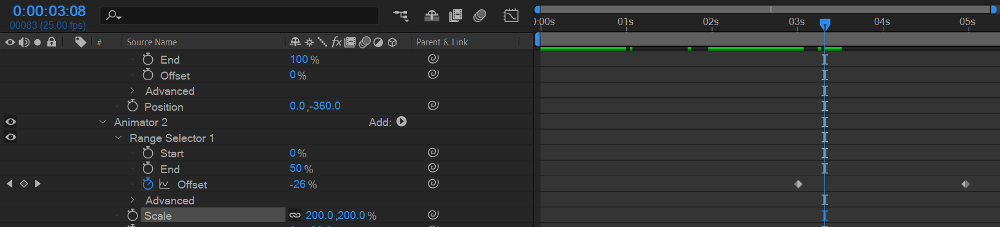 0:00:03:08
00083 (25.00 fps)
):00s 01s 02s 03s 04s 05s
# Source Name fx Parent & Link
End 100 %
Offset 0 %
Advanced
Position 0.0,-360.0
Animator 2 Add:
Range Selector 1
Start 0 %
End 50 %
Offset -26 %
Advanced
Scale 200.0,200.0 %